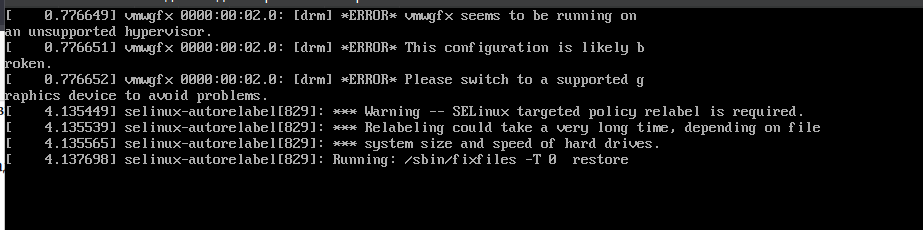 [    0.776649] vmwgfx 0000:00:02.0: [drm] *ERROR* vmwgfx seems to be running on
an unsupported hypervisor.
[    0.776651] vmwgfx 0000:00:02.0: [drm] *ERROR* This configuration is likely b
roken.
[    0.776652] vmwgfx 0000:00:02.0: [drm] *ERROR* Please switch to a supported g
raphics device to avoid problems.
[    4.135449] selinux-autorelabel[829]: *** Warning -- SELinux targeted policy relabel is required.
[    4.135539] selinux-autorelabel[829]: *** Relabeling could take a very long time, depending on file
[    4.135565] selinux-autorelabel[829]: *** system size and speed of hard drives.
[    4.137698] selinux-autorelabel[829]: Running: /sbin/fixfiles -T 0  restore